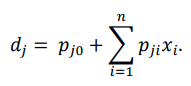 $d_j = p_{j0} + \sum_{i=1}^{n} p_{ji} x_i.$